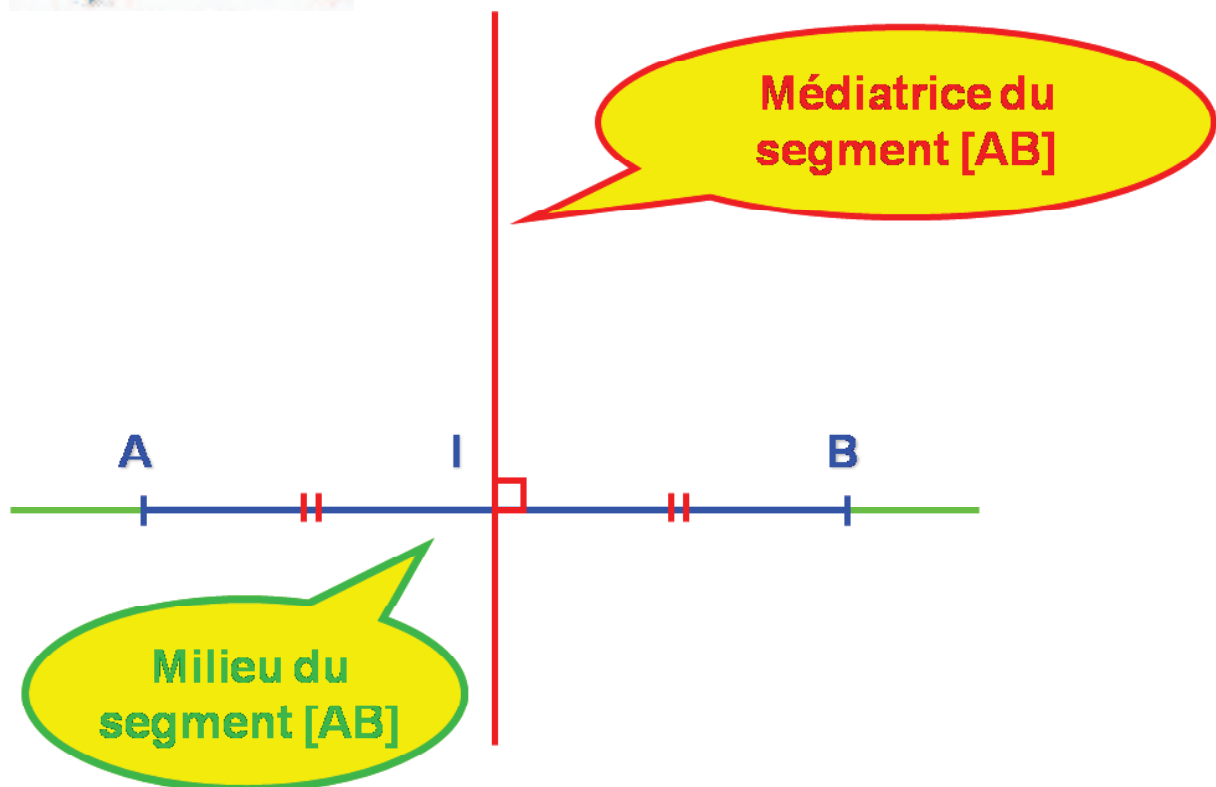 Médiatrice du
segment [AB]
A I B
Milieu du
segment [AB]